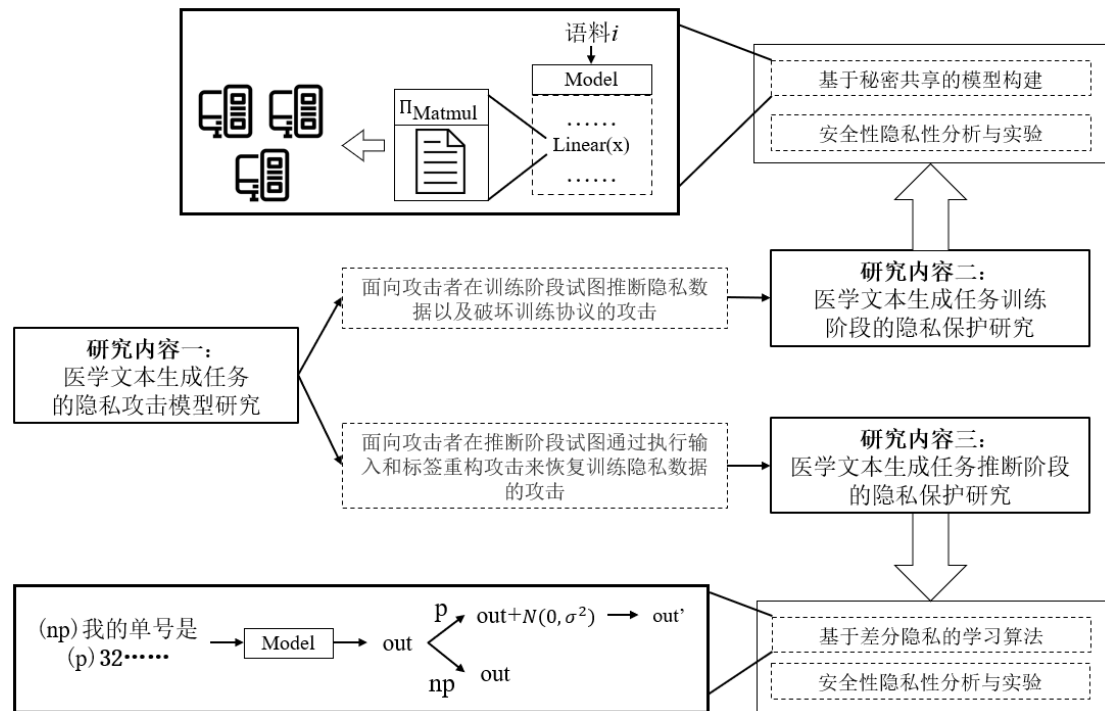 语料i
Model
……
Linear(x)
……
ΠMatmul
基于秘密共享的模型构建
安全性隐私性分析与实验
研究内容一：
医学文本生成任务
的隐私攻击模型研究
面向攻击者在训练阶段试图推断隐私数
据以及破坏训练协议的攻击
研究内容二：
医学文本生成任务训练
阶段的隐私保护研究
面向攻击者在推断阶段试图通过执行输
入和标签重构攻击来恢复训练隐私数据
的攻击
研究内容三：
医学文本生成任务推断阶段
的隐私保护研究
(np)我的单号是
(p)32……
Model
out
p
out+N(0, σ²)
out’
np
out
基于差分隐私的学习算法
安全性隐私性分析与实验